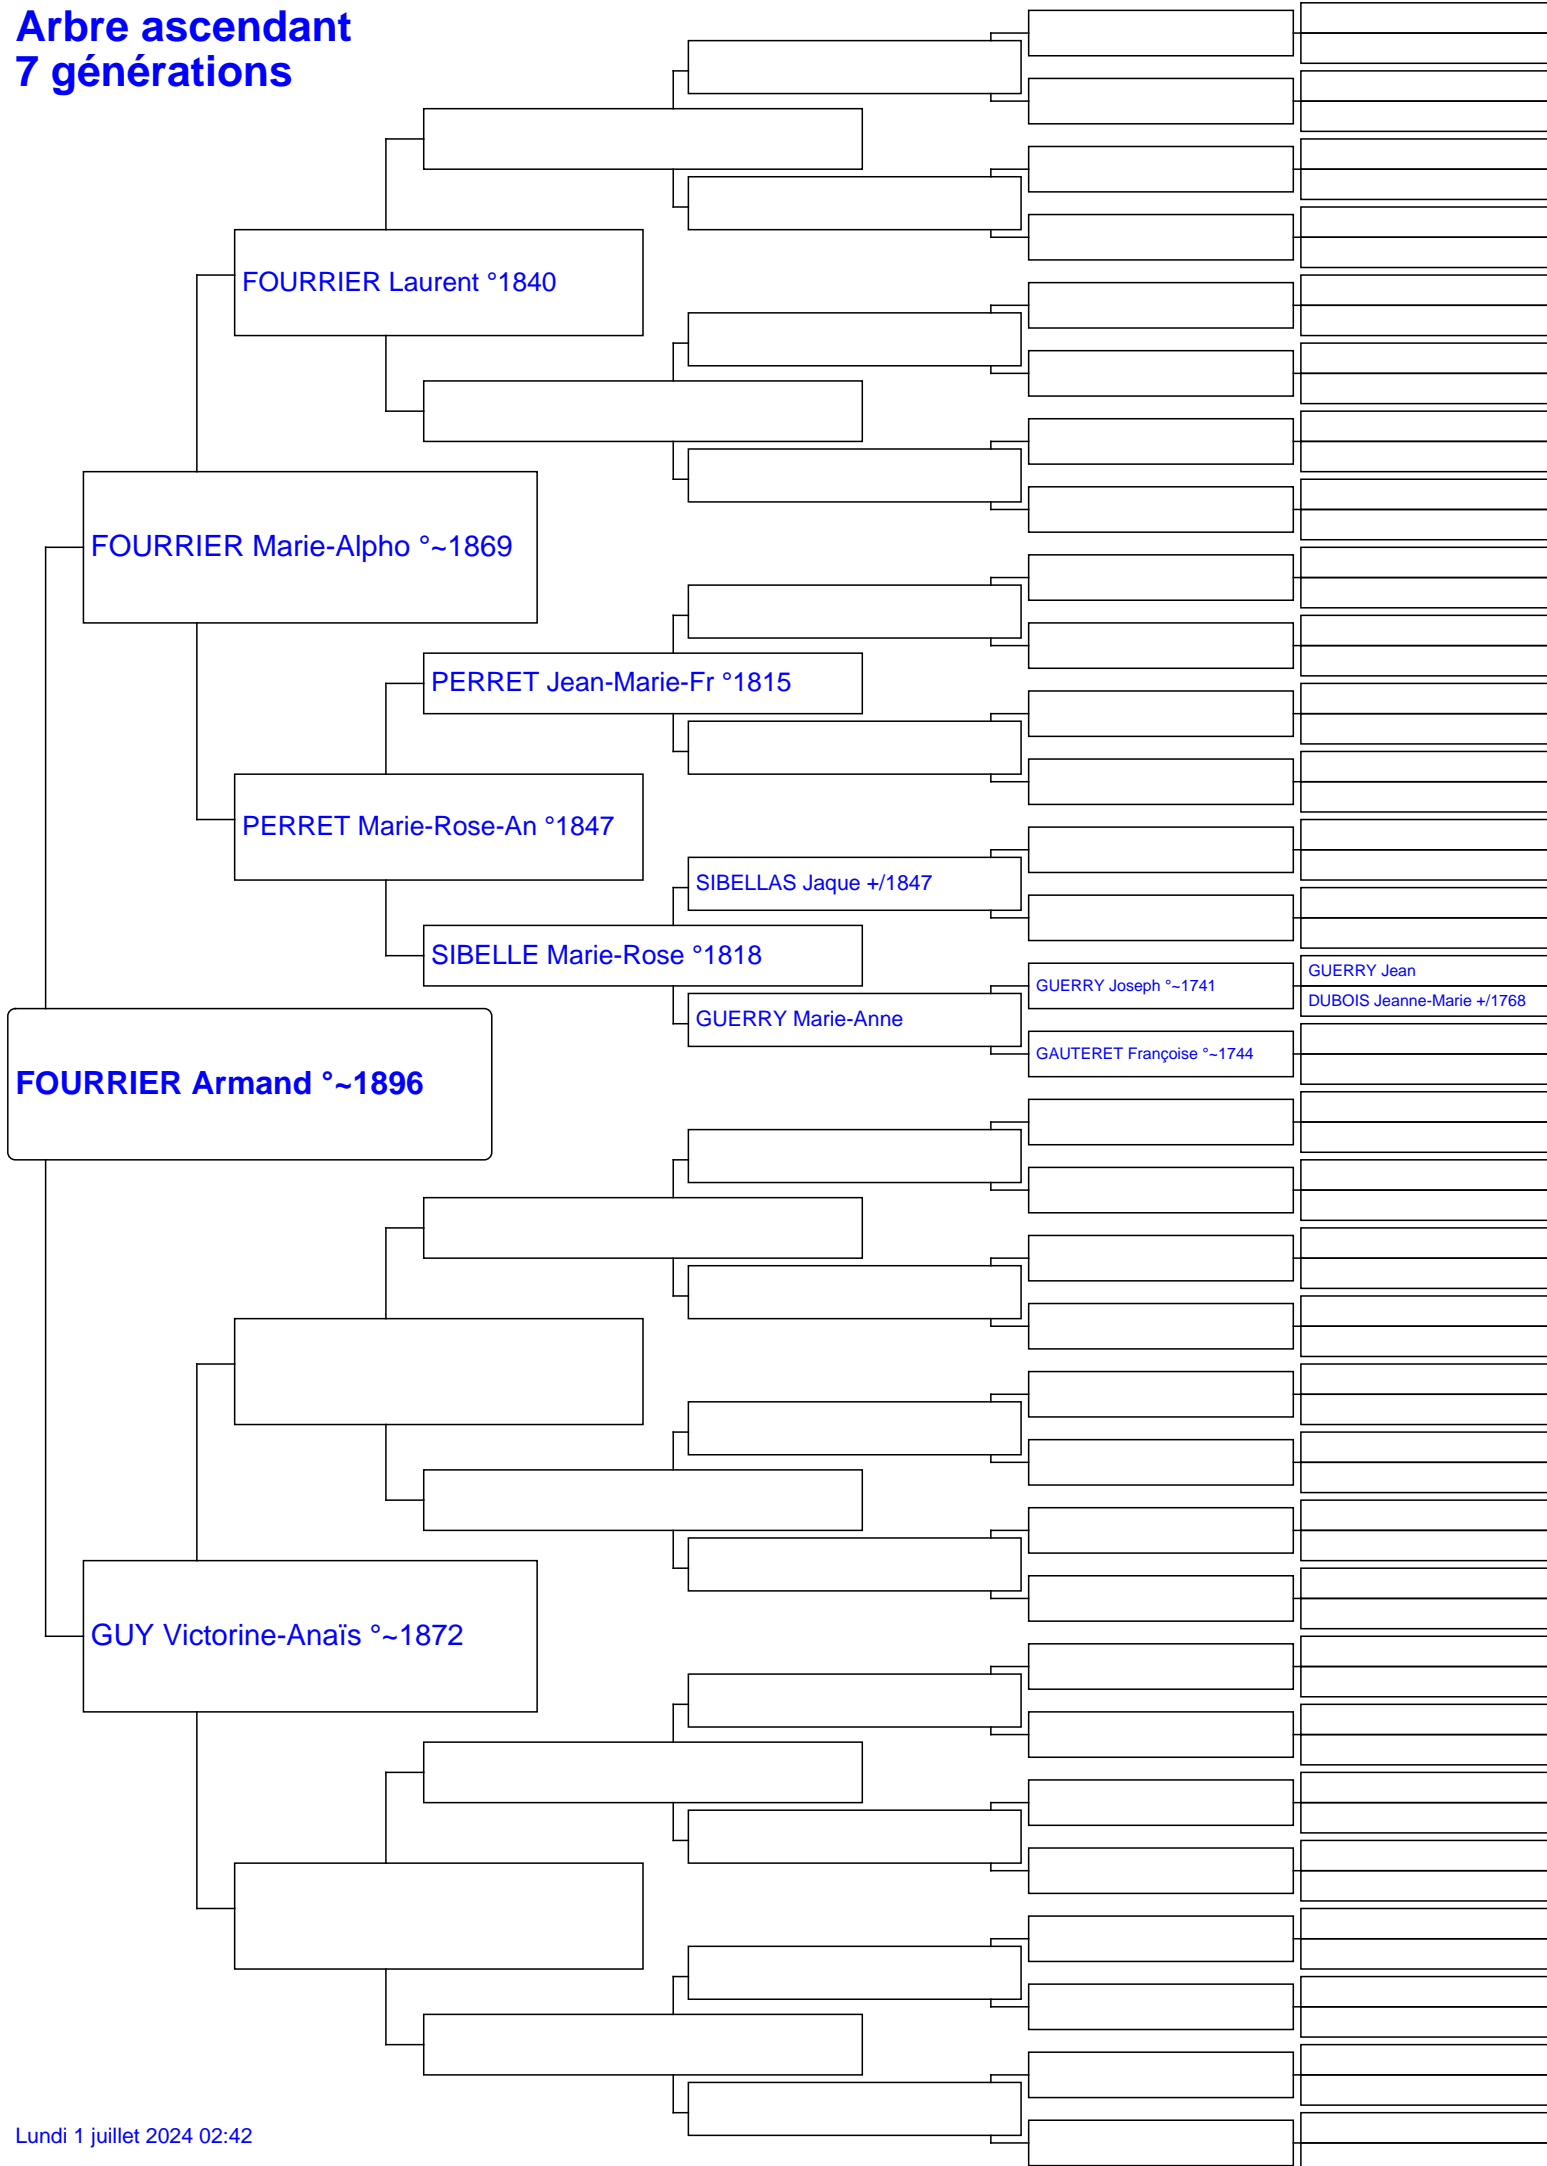 Arbre ascendant
7 générations
FOURRIER Laurent °1840
FOURRIER Marie-Alpho °~1869
PERRET Jean-Marie-Fr °1815
PERRET Marie-Rose-An °1847
SIBELLAS Jaque +/1847
SIBELLE Marie-Rose °1818
GUERRY Jean
GUERRY Joseph °~1741
DUBOIS Jeanne-Marie +/1768
GUERRY Marie-Anne
GAUTERET Françoise °~1744
FOURRIER Armand °~1896
GUY Victorine-Anaïs °~1872
Lundi 1 juillet 2024 02:42